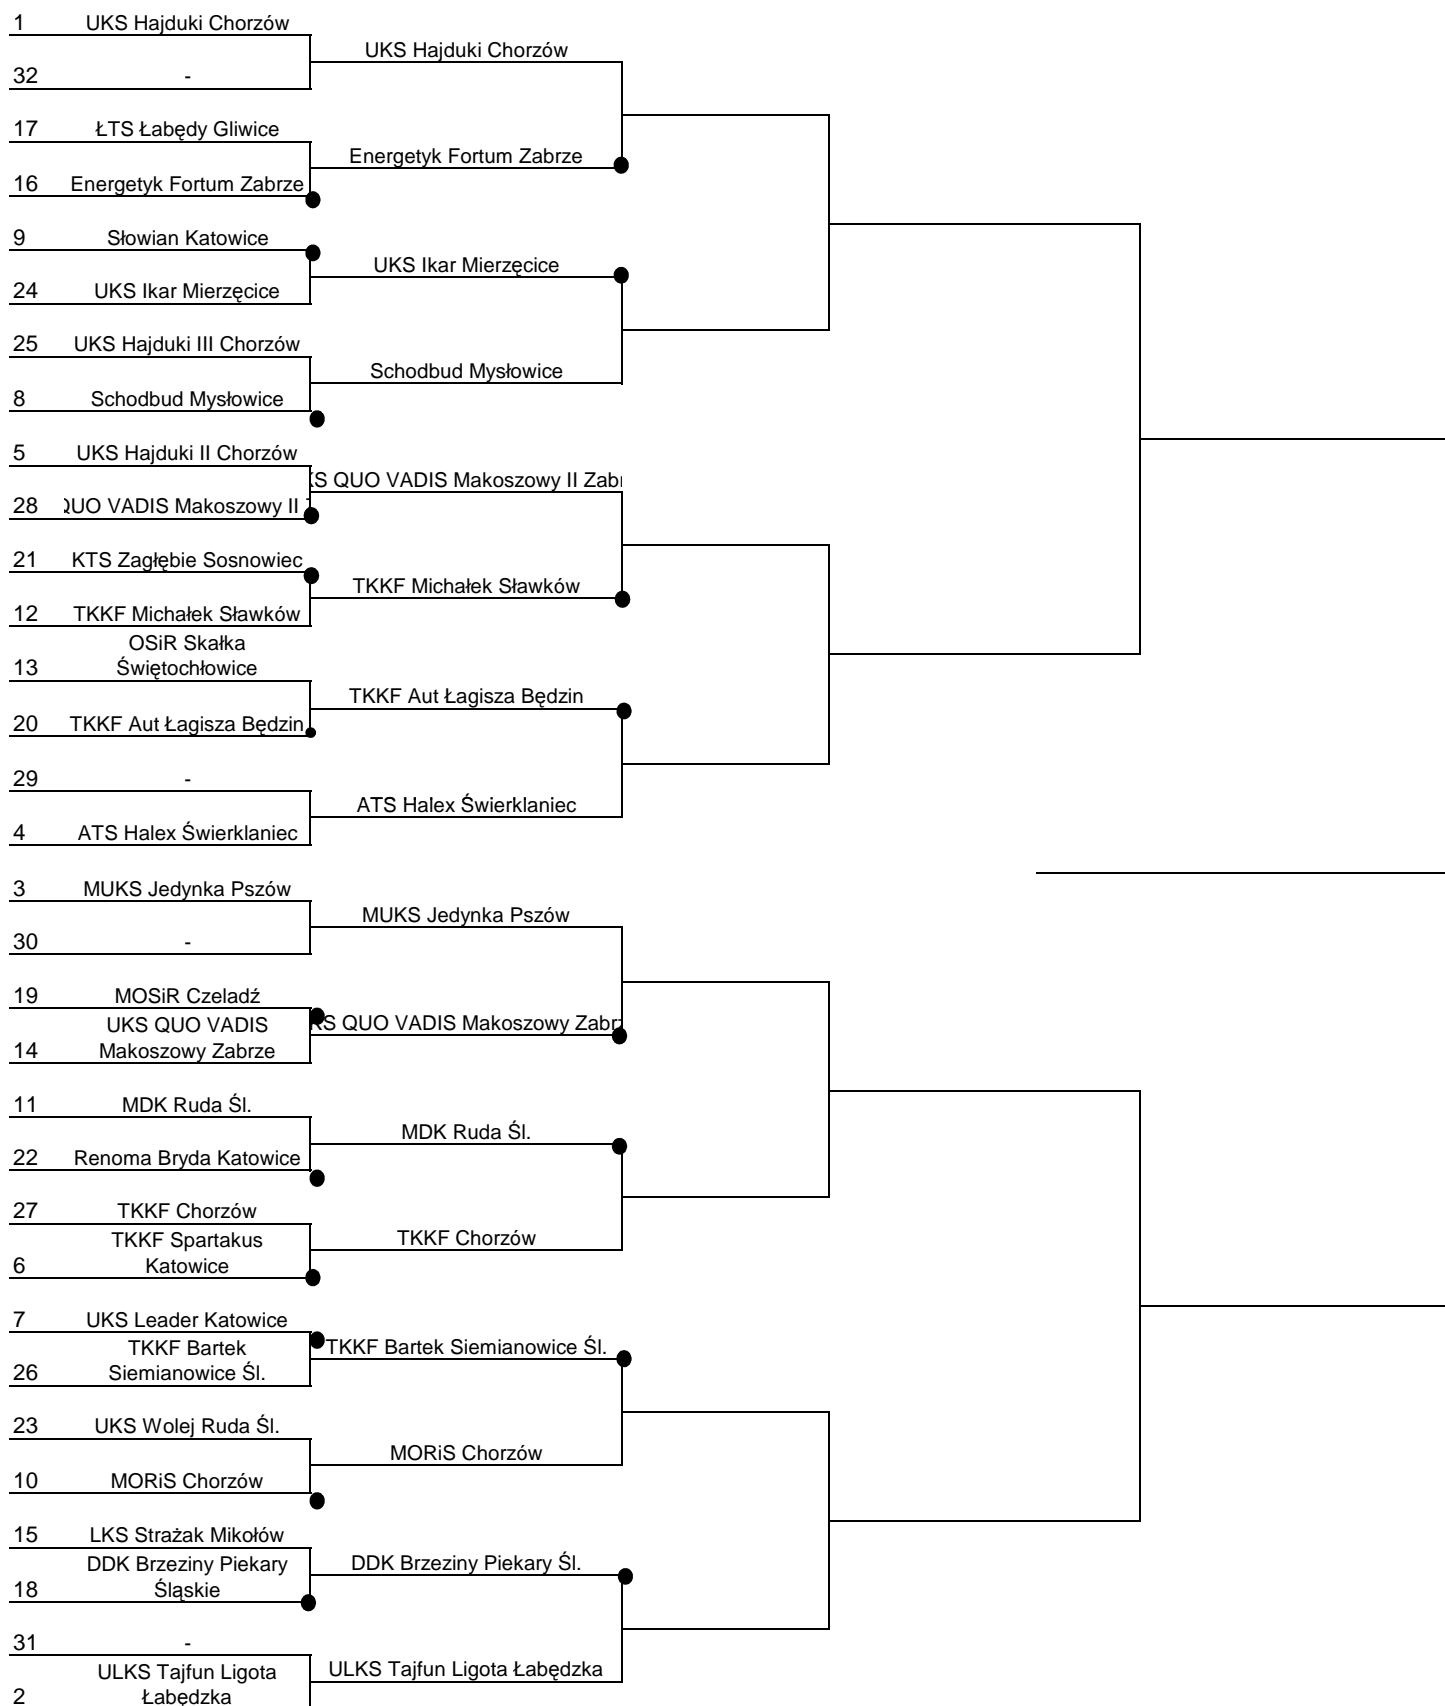 1 UKS Hajduki Chorzów
UKS Hajduki Chorzów
32 -
17 ŁTS Łabędy Gliwice
Energetyk Fortum Zabrze
16 Energetyk Fortum Zabrze
9 Słowian Katowice
UKS Ikar Mierzęcice
24 UKS Ikar Mierzęcice
25 UKS Hajduki III Chorzów
Schodbud Mysłowice
8 Schodbud Mysłowice
5 UKS Hajduki II Chorzów
QUO VADIS Makoszowy II
28 QUO VADIS Makoszowy II
21 KTS Zagłębie Sosnowiec
TKKF Michałek Sławków
12 TKKF Michałek Sławków
OSiR Skałka
13 Świętochłowice
TKKF Aut Łagisza Będzin
20 TKKF Aut Łagisza Będzin
29 -
ATS Halex Świerklaniec
4 ATS Halex Świerklaniec
3 MUKS Jedynka Pszów
MUKS Jedynka Pszów
30 -
19 MOSiR Czeladź
UKS QUO VADIS
QUO VADIS Makoszowy
14 Makoszowy Zabrze
11 MDK Ruda Śl.
MDK Ruda Śl.
22 Renoma Bryda Katowice
27 TKKF Chorzów
TKKF Spartakus
TKKF Chorzów
6 Katowice
7 UKS Leader Katowice
TKKF Bartek
TKKF Bartek Siemianowice Śl.
26 Siemianowice Śl.
23 UKS Wolej Ruda Śl.
MORiS Chorzów
10 MORiS Chorzów
15 LKS Strażak Mikołów
DDK Brzeziny Piekary
DDK Brzeziny Piekary Śl.
18 Śląskie
31 -
ULKS Tajfun Ligota
ULKS Tajfun Ligota Łabędzka
2 Łabędzka